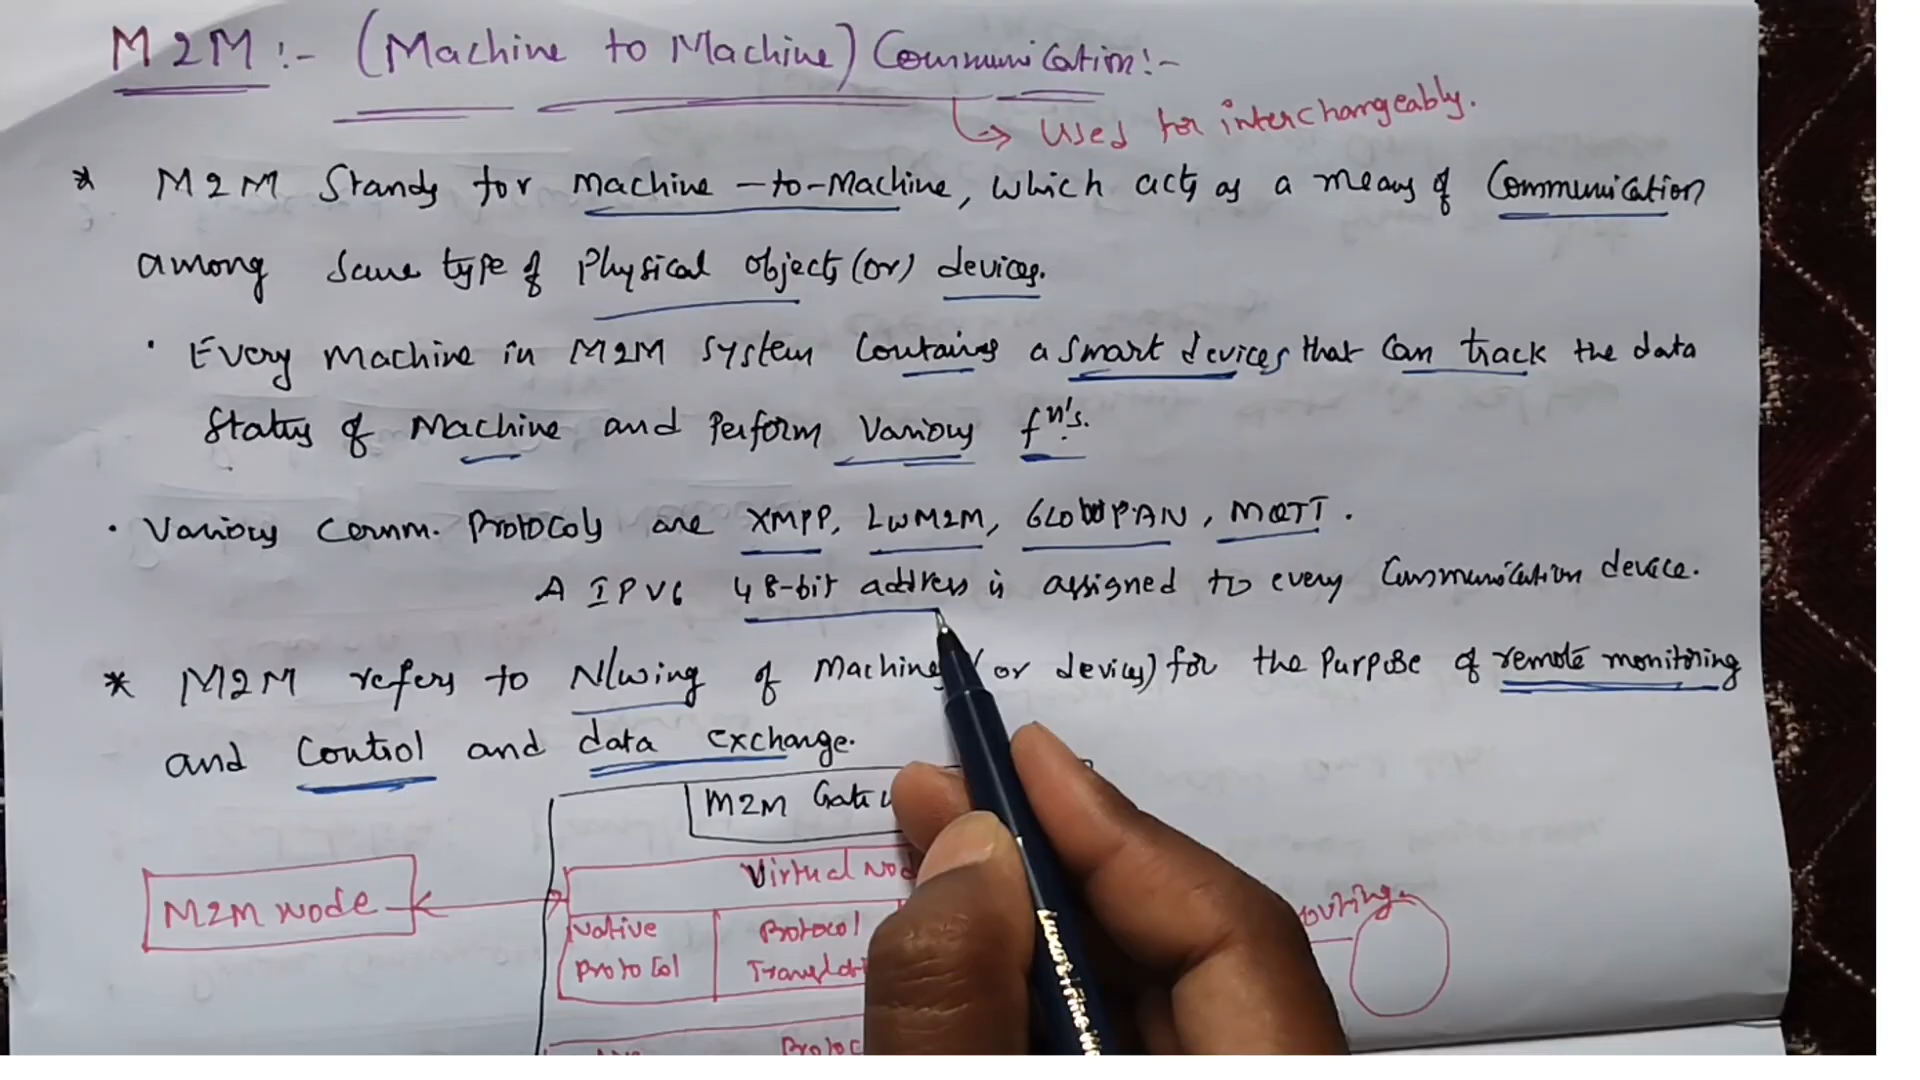 M2M :- (Machine to Machine) Communication :-
↳ Used for interchangeably.
* M2M Stands for Machine-to-Machine, which acts as a means of Communication
among same type of Physical objects (or) devices.
· Every Machine in M2M system Contains a smart devices that Can track the data
Status of Machine and Perform Various fn's.
· Various Comm. Protocols are XMPP, LWM2M, 6LOWPAN, MQTT.
A IPV6 48-bit address is assigned to every Communication device.
* M2M refers to N/wing of Machines (or devices) for the Purpose of remote monitoring
and Control and data exchange.
M2M
Virtual
M2M Node
Native Protocol
Protocol